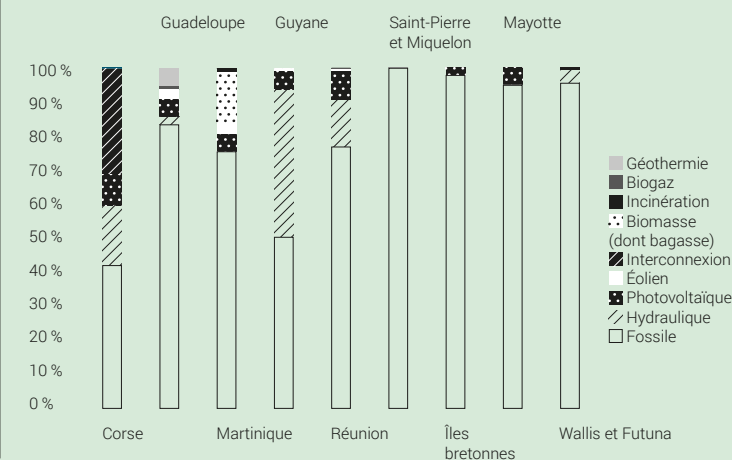 Guadeloupe Guyane Saint-Pierre Mayotte
et Miquelon
100 %
90 %
80 %
70 %
60 %
50 %
40 %
30 %
20 %
10 %
0 %
Géothermie
Biogaz
Incinération
Biomasse
(dont bagasse)
Interconnexion
Éolien
Photovoltaïque
Hydraulique
Fossile
Corse Martinique Réunion Îles Wallis et Futuna
bretonnes